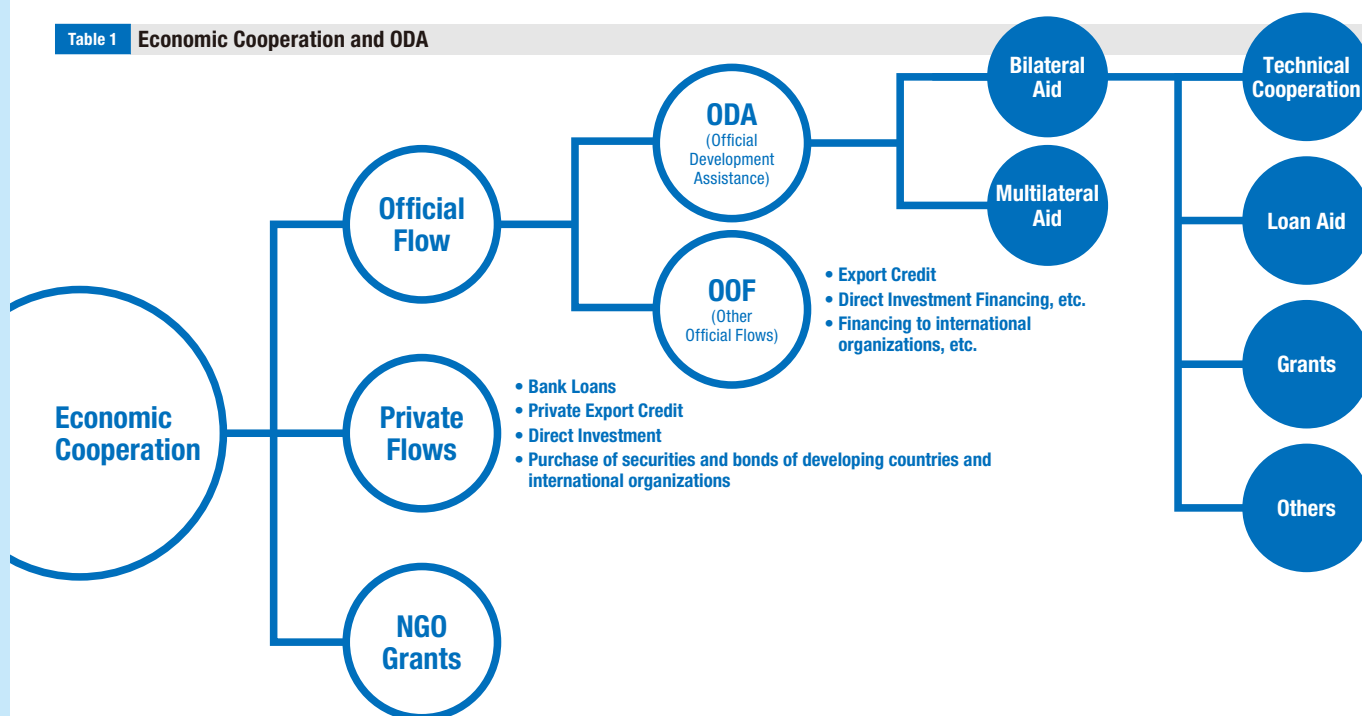 Table 1 Economic Cooperation and ODA
Economic
Cooperation
Official
Flow
Private
Flows
• Bank Loans
• Private Export Credit
• Direct Investment
• Purchase of securities and bonds of developing countries and
international organizations
NGO
Grants
ODA
(Official
Development
Assistance)
OOF
(Other
Official Flows)
• Export Credit
• Direct Investment Financing, etc.
• Financing to international
organizations, etc.
Bilateral
Aid
Multilateral
Aid
Technical
Cooperation
Loan Aid
Grants
Others